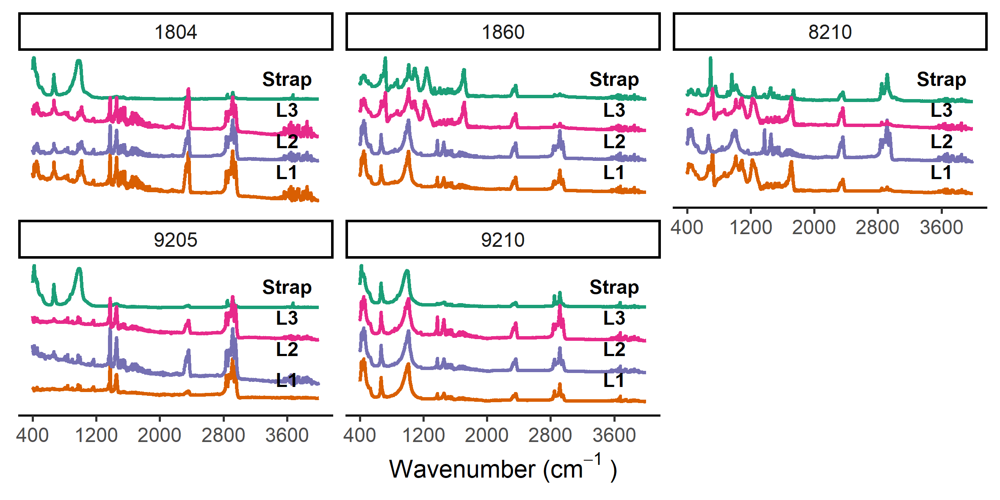 1804
1860
8210
Strap
L3
L2
L1
Strap
L3
L2
L1
Strap
L3
L2
L1
400 1200 2000 2800 3600
9205
9210
Strap
L3
L2
L1
Strap
L3
L2
L1
400 1200 2000 2800 3600
400 1200 2000 2800 3600
Wavenumber (cm⁻¹ )